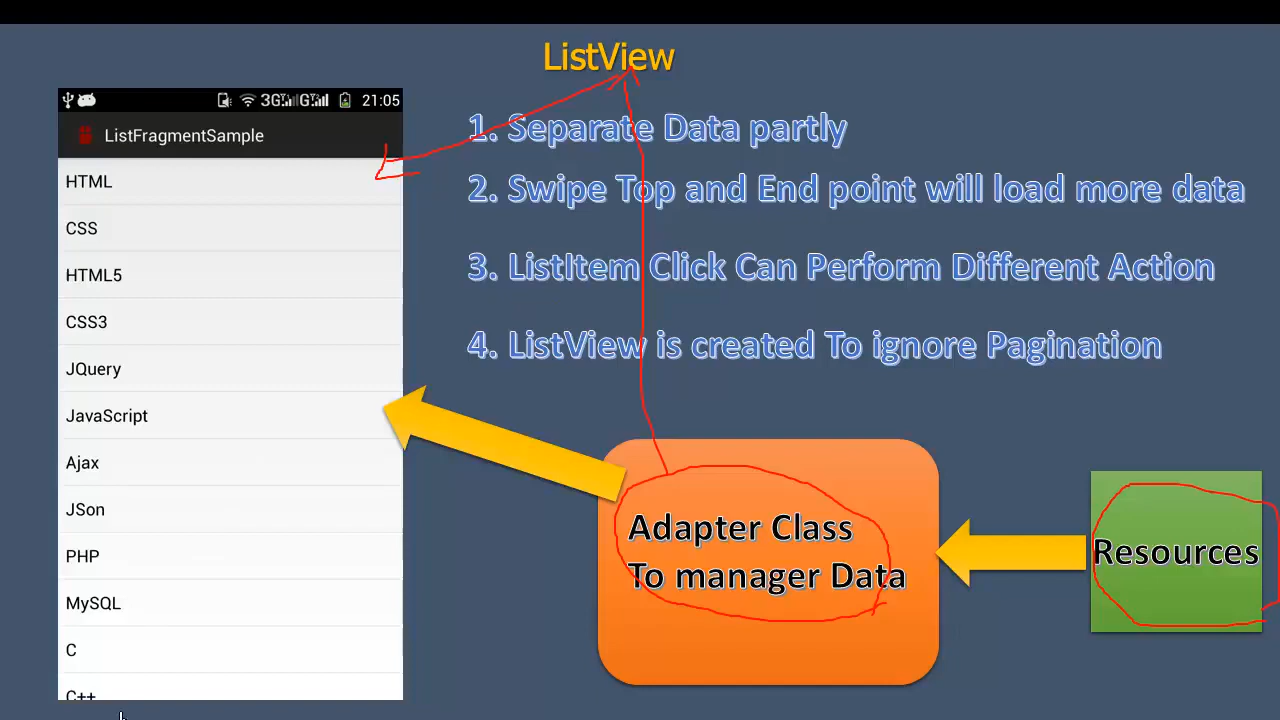 ListView
3G G 21:05
ListFragmentSample
HTML
CSS
HTML5
CSS3
JQuery
JavaScript
Ajax
JSon
PHP
MySQL
C
C++
1. Separate Data partly
2. Swipe Top and End point will load more data
3. ListItem Click Can Perform Different Action
4. ListView is created To ignore Pagination
Adapter Class
To manager Data
Resources